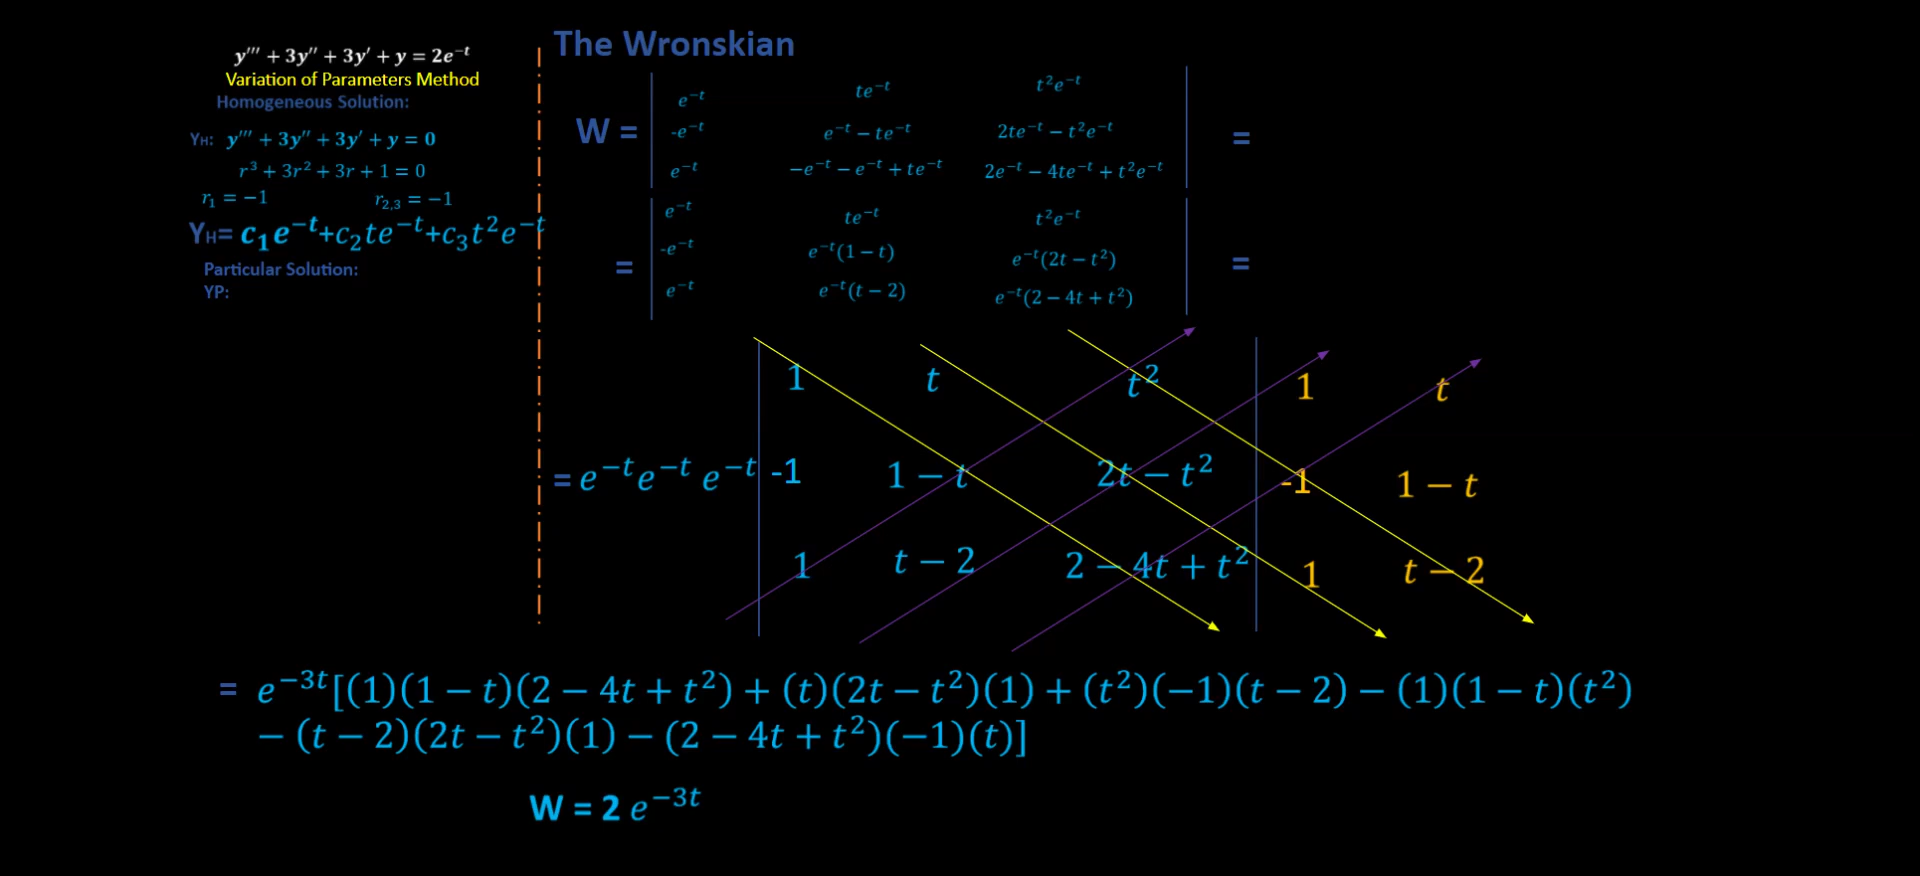 y′′′ + 3y′′ + 3y′ + y = 2e⁻ᵗ
Variation of Parameters Method
Homogeneous Solution:
YH: y′′′ + 3y′′ + 3y′ + y = 0
r³ + 3r² + 3r + 1 = 0
r₁ = −1 r₂,₃ = −1
YH= c₁e⁻ᵗ+c₂te⁻ᵗ+c₃t²e⁻ᵗ
Particular Solution:
YP:
The Wronskian
e⁻ᵗ te⁻ᵗ t²e⁻ᵗ
W = -e⁻ᵗ e⁻ᵗ − te⁻ᵗ 2te⁻ᵗ − t²e⁻ᵗ =
e⁻ᵗ −e⁻ᵗ − e⁻ᵗ + te⁻ᵗ 2e⁻ᵗ − 4te⁻ᵗ + t²e⁻ᵗ
e⁻ᵗ te⁻ᵗ t²e⁻ᵗ
= -e⁻ᵗ e⁻ᵗ(1 − t) e⁻ᵗ(2t − t²) =
e⁻ᵗ e⁻ᵗ(t − 2) e⁻ᵗ(2 − 4t + t²)
1 t t² 1 t
= e⁻ᵗe⁻ᵗ e⁻ᵗ -1 1 − t 2t − t² -1 1 − t
1 t − 2 2 − 4t + t² 1 t − 2
= e⁻³ᵗ[(1)(1 − t)(2 − 4t + t²) + (t)(2t − t²)(1) + (t²)(−1)(t − 2) − (1)(1 − t)(t²)
− (t − 2)(2t − t²)(1) − (2 − 4t + t²)(−1)(t)]
W = 2 e⁻³ᵗ